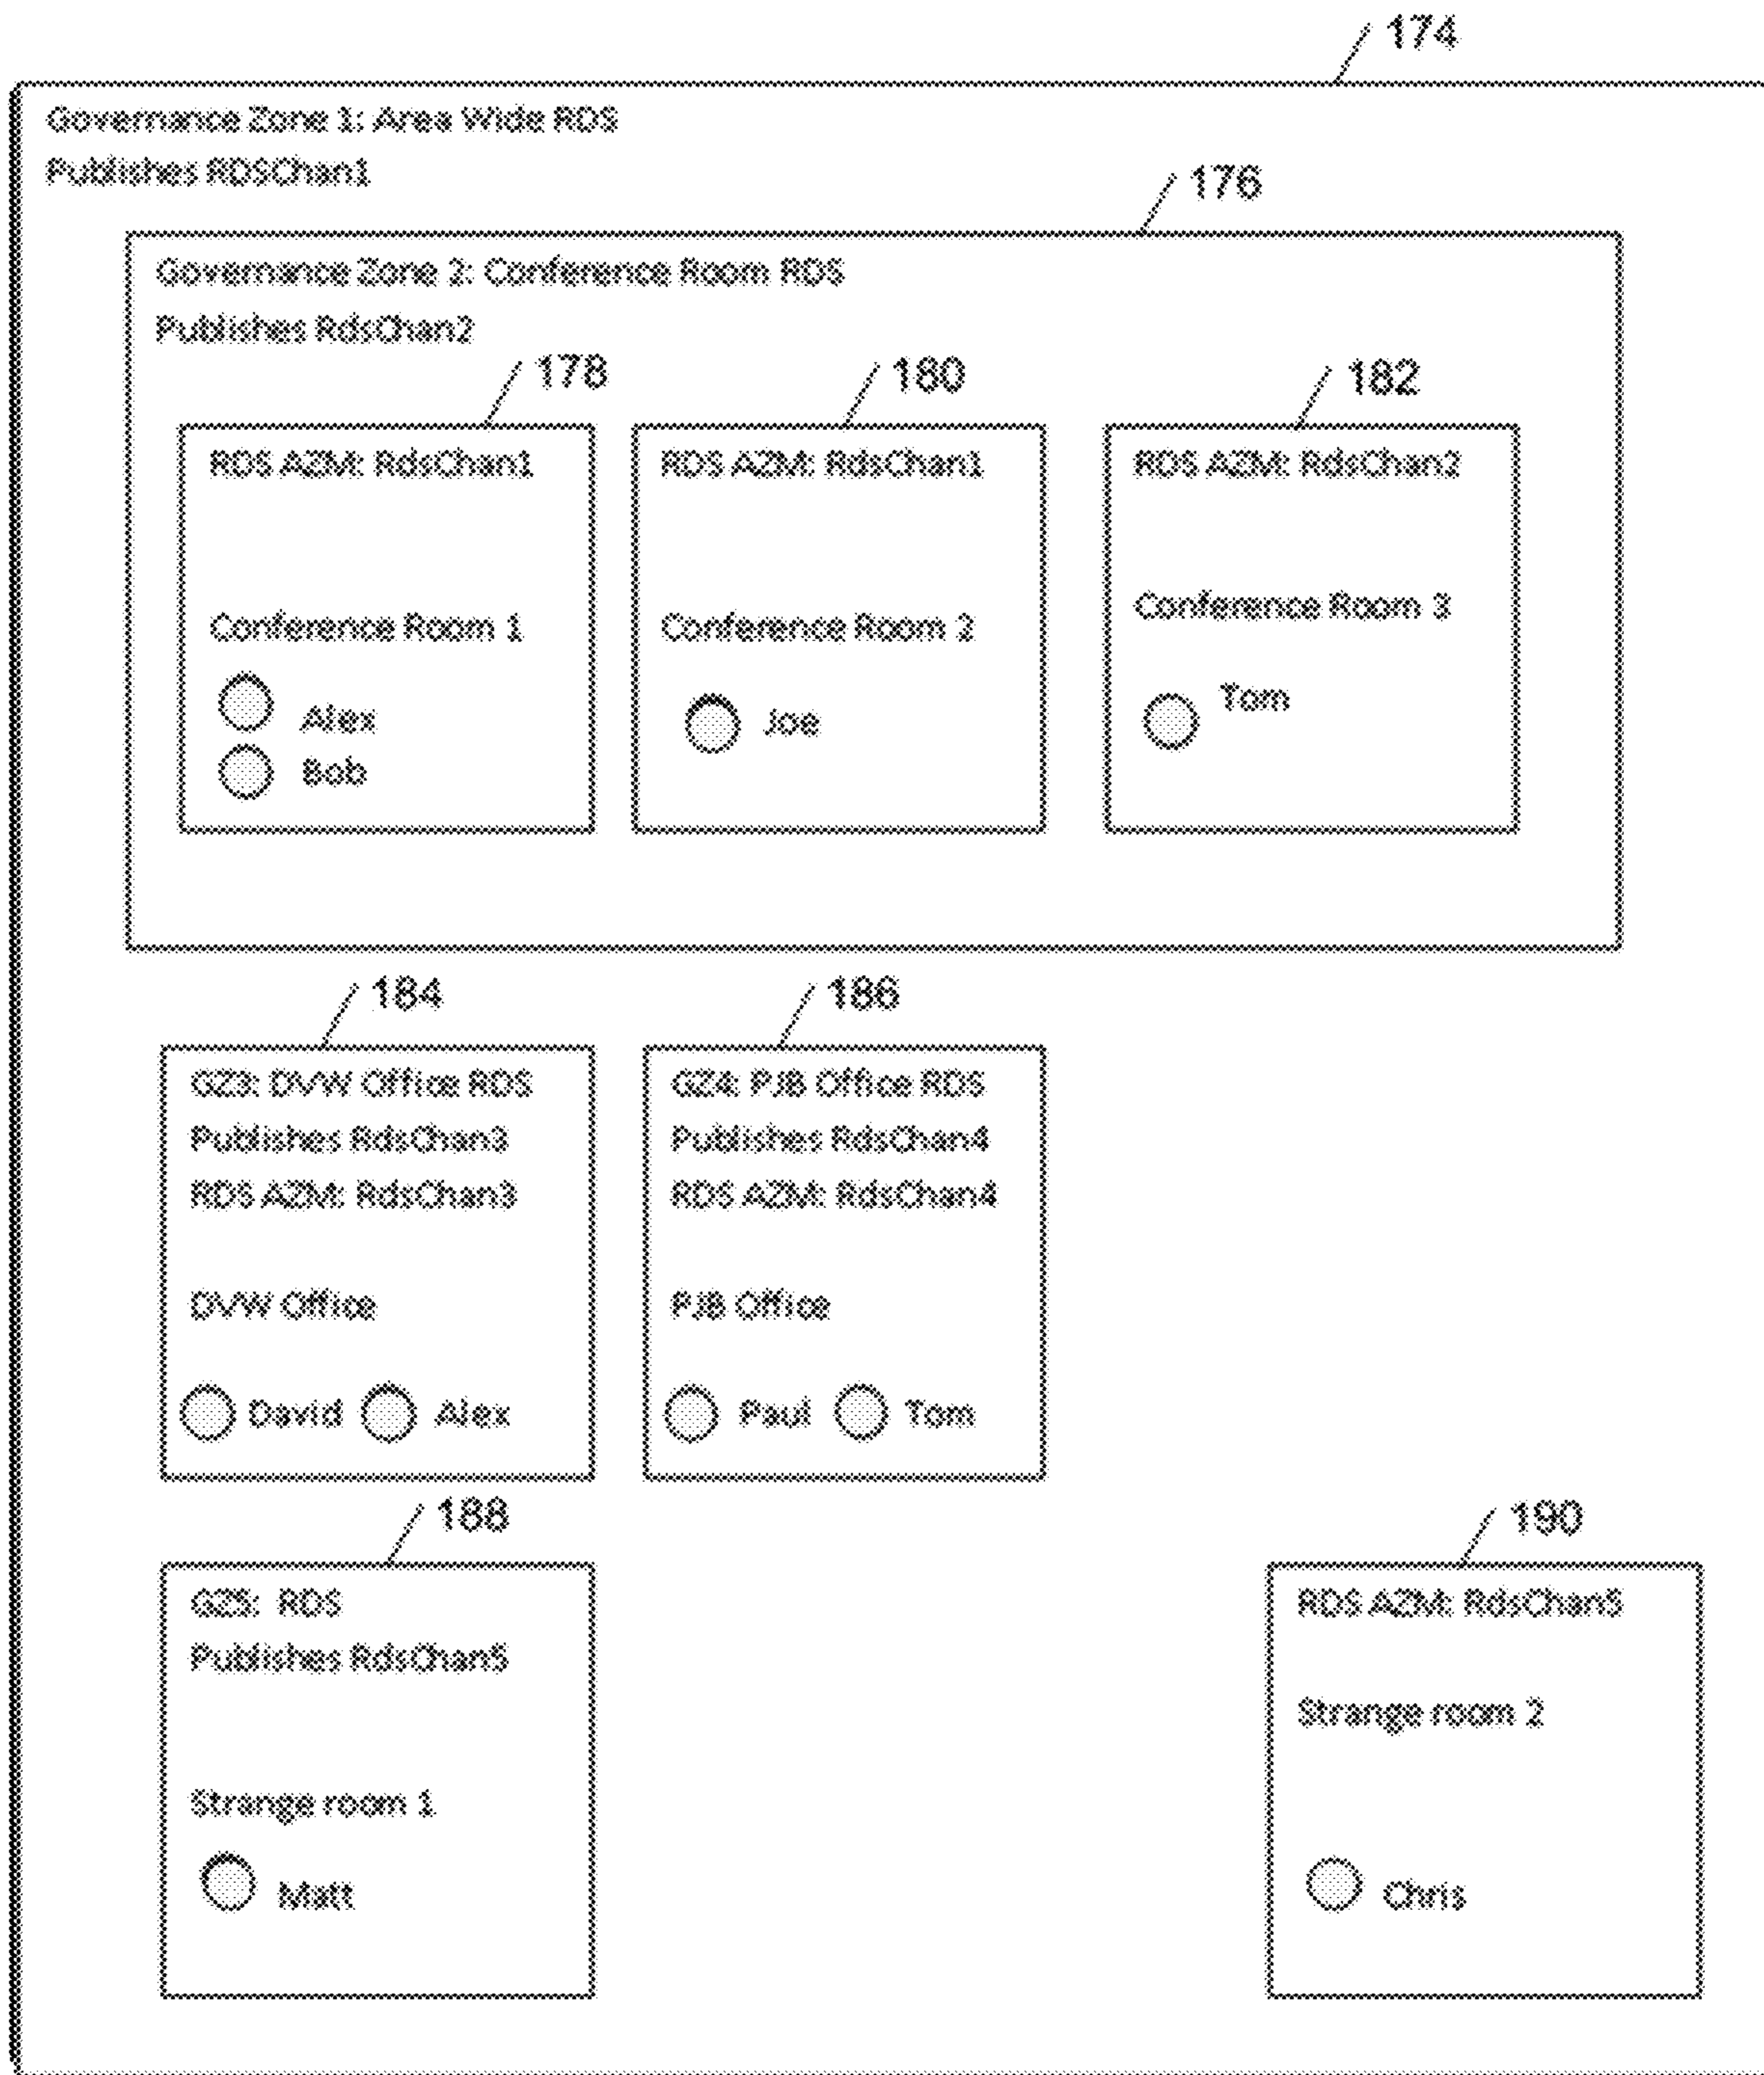 174
Governance Zone 1: Area Wide RDS
Publishes RDSChan1
176
Governance Zone 2: Conference Room RDS
Publishes RdsChan2
178
180
182
RDS AZM: RdsChan1
RDS AZM: RdsChan1
RDS AZM: RdsChan2
Conference Room 1
Conference Room 2
Conference Room 3
Alex
Joe
Tom
Bob
184
186
GZ3: DVW Office RDS
Publishes RdsChan3
RDS AZM: RdsChan3
DVW Office
David
Alex
GZ4: PJB Office RDS
Publishes RdsChan4
RDS AZM: RdsChan4
PJB Office
Paul
Tom
188
GZ5: RDS
Publishes RdsChan5
Strange room 1
Matt
190
RDS AZM: RdsChan5
Strange room 2
Chris